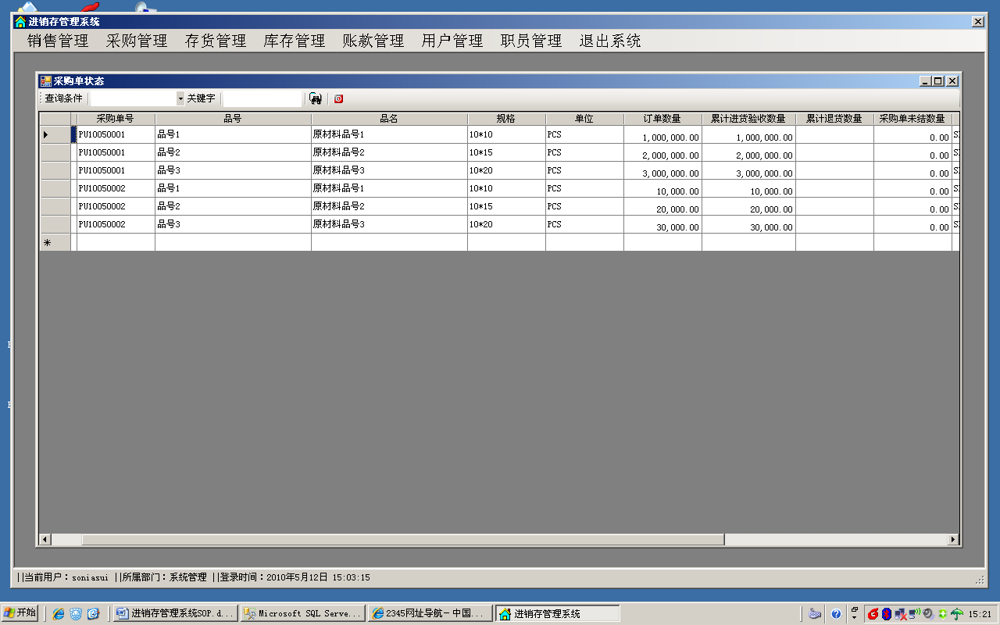 进销存管理系统
销售管理 采购管理 存货管理 库存管理 账款管理 用户管理 职员管理 退出系统
采购单状态
查询条件 关键字
采购单号 品号 品名 规格 单位 订单数量 累计进货验收数量 累计退货数量 采购单未结数量
PU10050001 品号1 原材料品号1 10*10 PCS 1,000,000.00 1,000,000.00 0.00
PU10050001 品号2 原材料品号2 10*15 PCS 2,000,000.00 2,000,000.00 0.00
PU10050001 品号3 原材料品号3 10*20 PCS 3,000,000.00 3,000,000.00 0.00
PU10050002 品号1 原材料品号1 10*10 PCS 10,000.00 10,000.00 0.00
PU10050002 品号2 原材料品号2 10*15 PCS 20,000.00 20,000.00 0.00
PU10050002 品号3 原材料品号3 10*20 PCS 30,000.00 30,000.00 0.00
||当前用户：soniasui ||所属部门：系统管理 ||登录时间：2010年5月12日 15:03:15
开始 进销存管理系统SOP.d... Microsoft SQL Serve... 2345网址导航－中国... 进销存管理系统 15:21